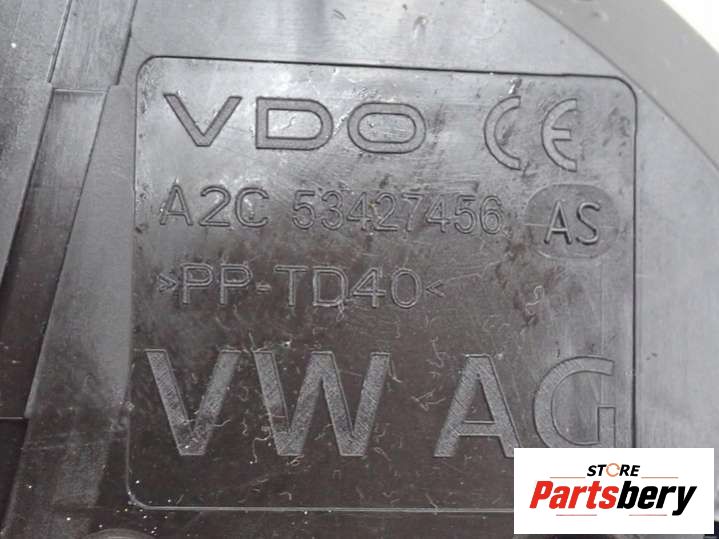 VDO CE
A2C 53427456 AS
>PP-TD40<
VW AG
STORE
Partsbery